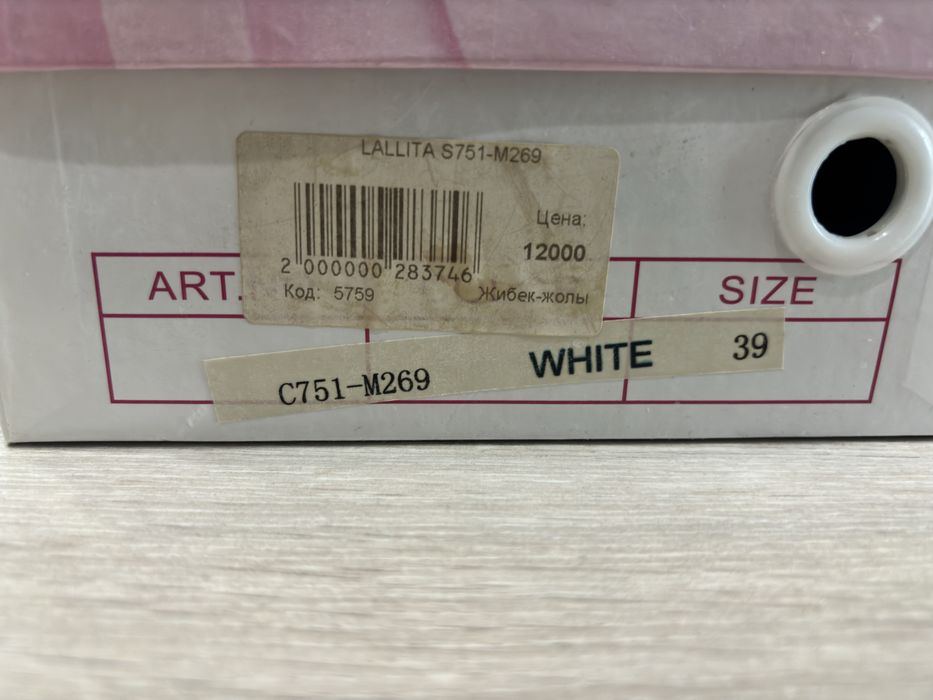 LALLITA S751-M269
Цена:
12000
2 000000 283746
Код: 5759 Жибек-жолы
ART. SIZE
C751-M269 WHITE 39